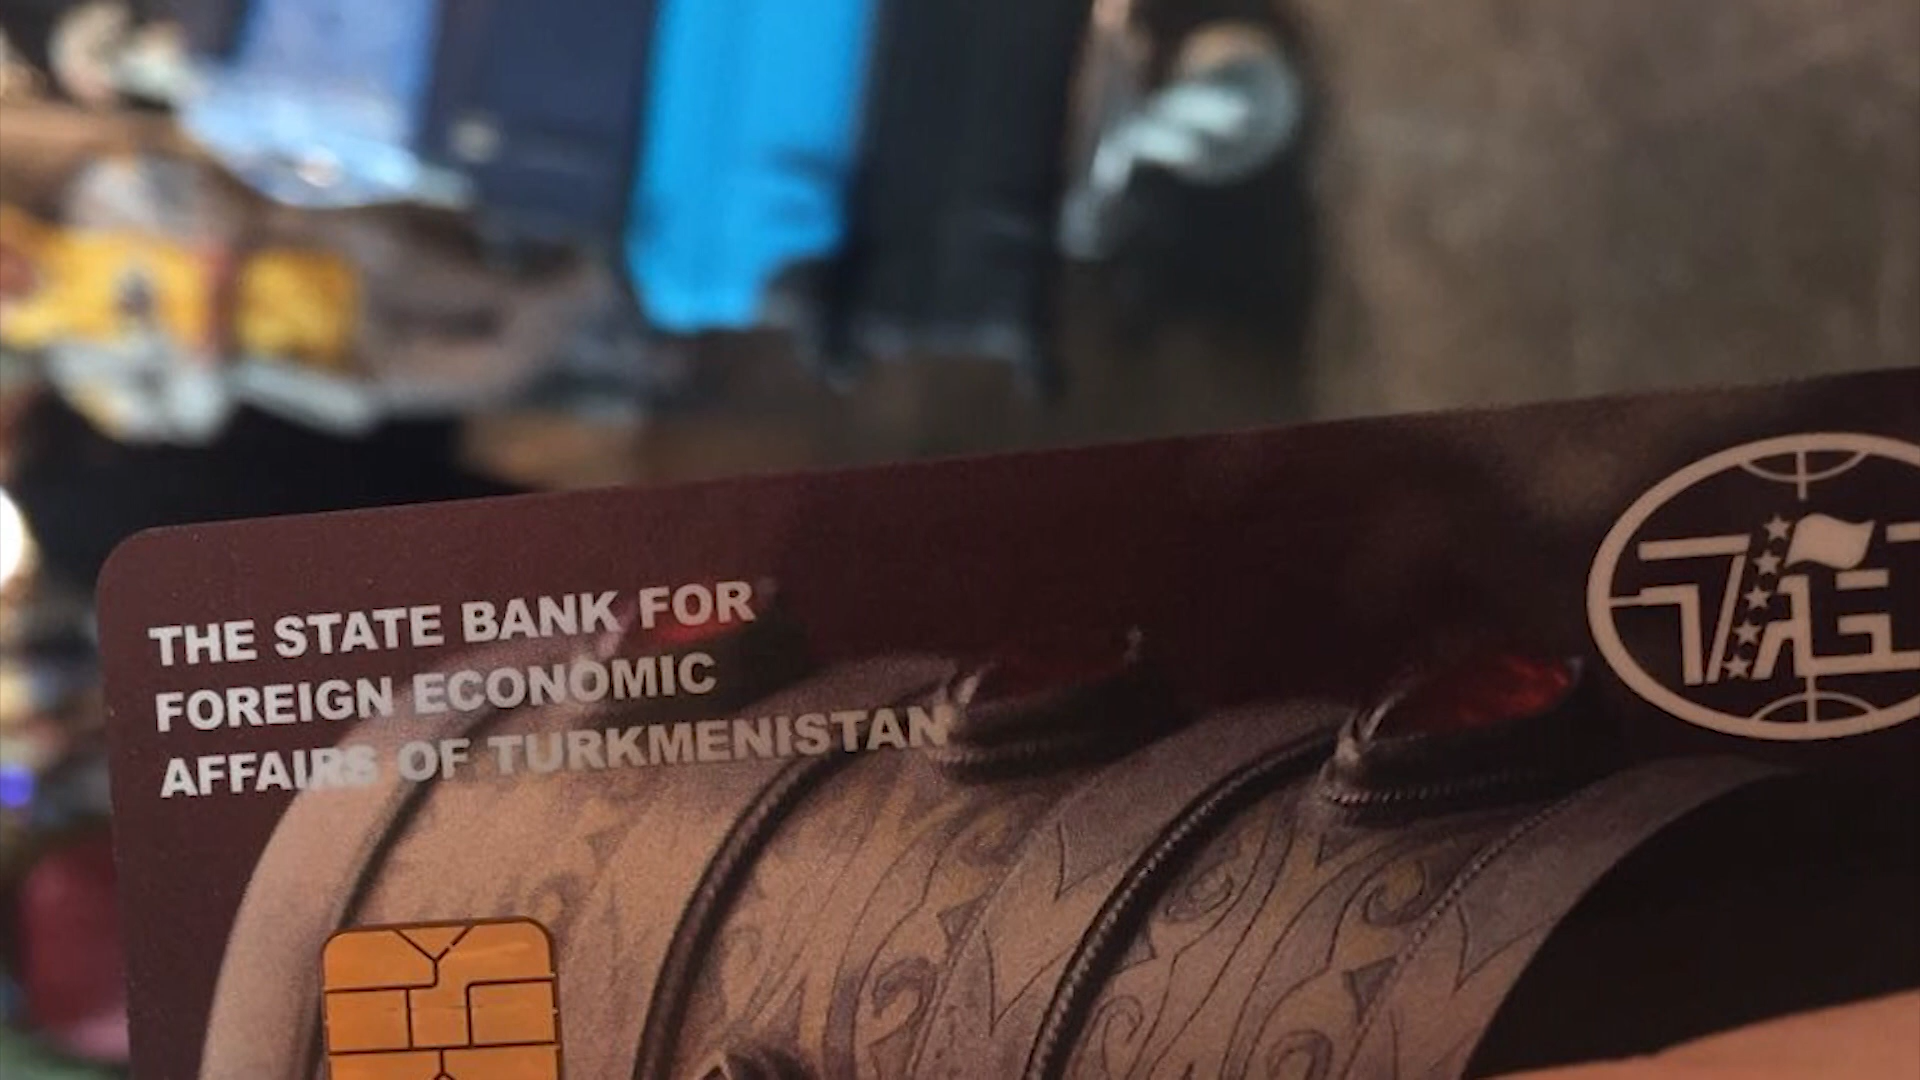 THE STATE BANK FOR
FOREIGN ECONOMIC
AFFAIRS OF TURKMENISTAN